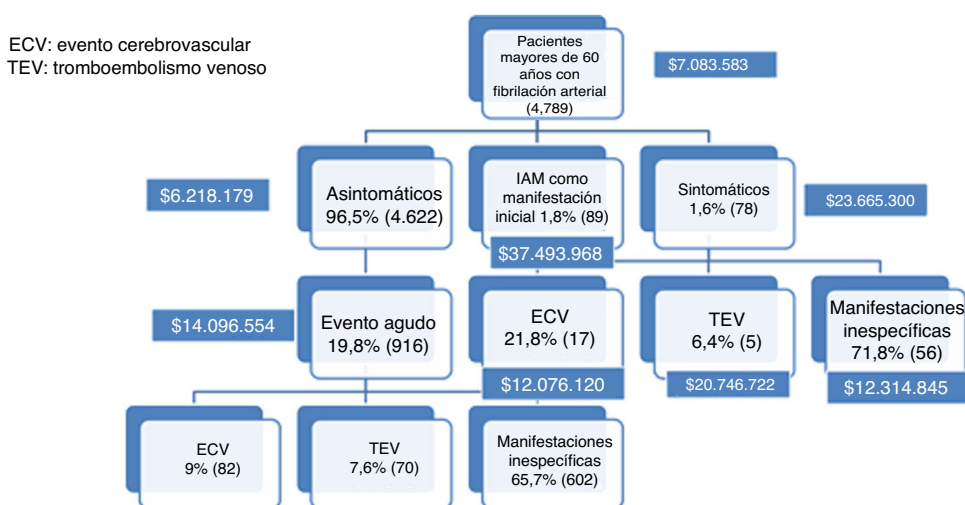 ECV: evento cerebrovascular
TEV: tromboembolismo venoso
Pacientes
mayores de 60
años con
fibrilación arterial
(4,789)
$7.083.583
$6.218.179
Asintomáticos
96,5% (4.622)
IAM como
manifestación
inicial 1,8% (89)
Sintomáticos
1,6% (78)
$23.665.300
$37.493.968
$14.096.554
Evento agudo
19,8% (916)
ECV
21,8% (17)
TEV
6,4% (5)
Manifestaciones
inespecíficas
71,8% (56)
$12.076.120
$20.746.722
$12.314.845
ECV
9% (82)
TEV
7,6% (70)
Manifestaciones
inespecíficas
65,7% (602)